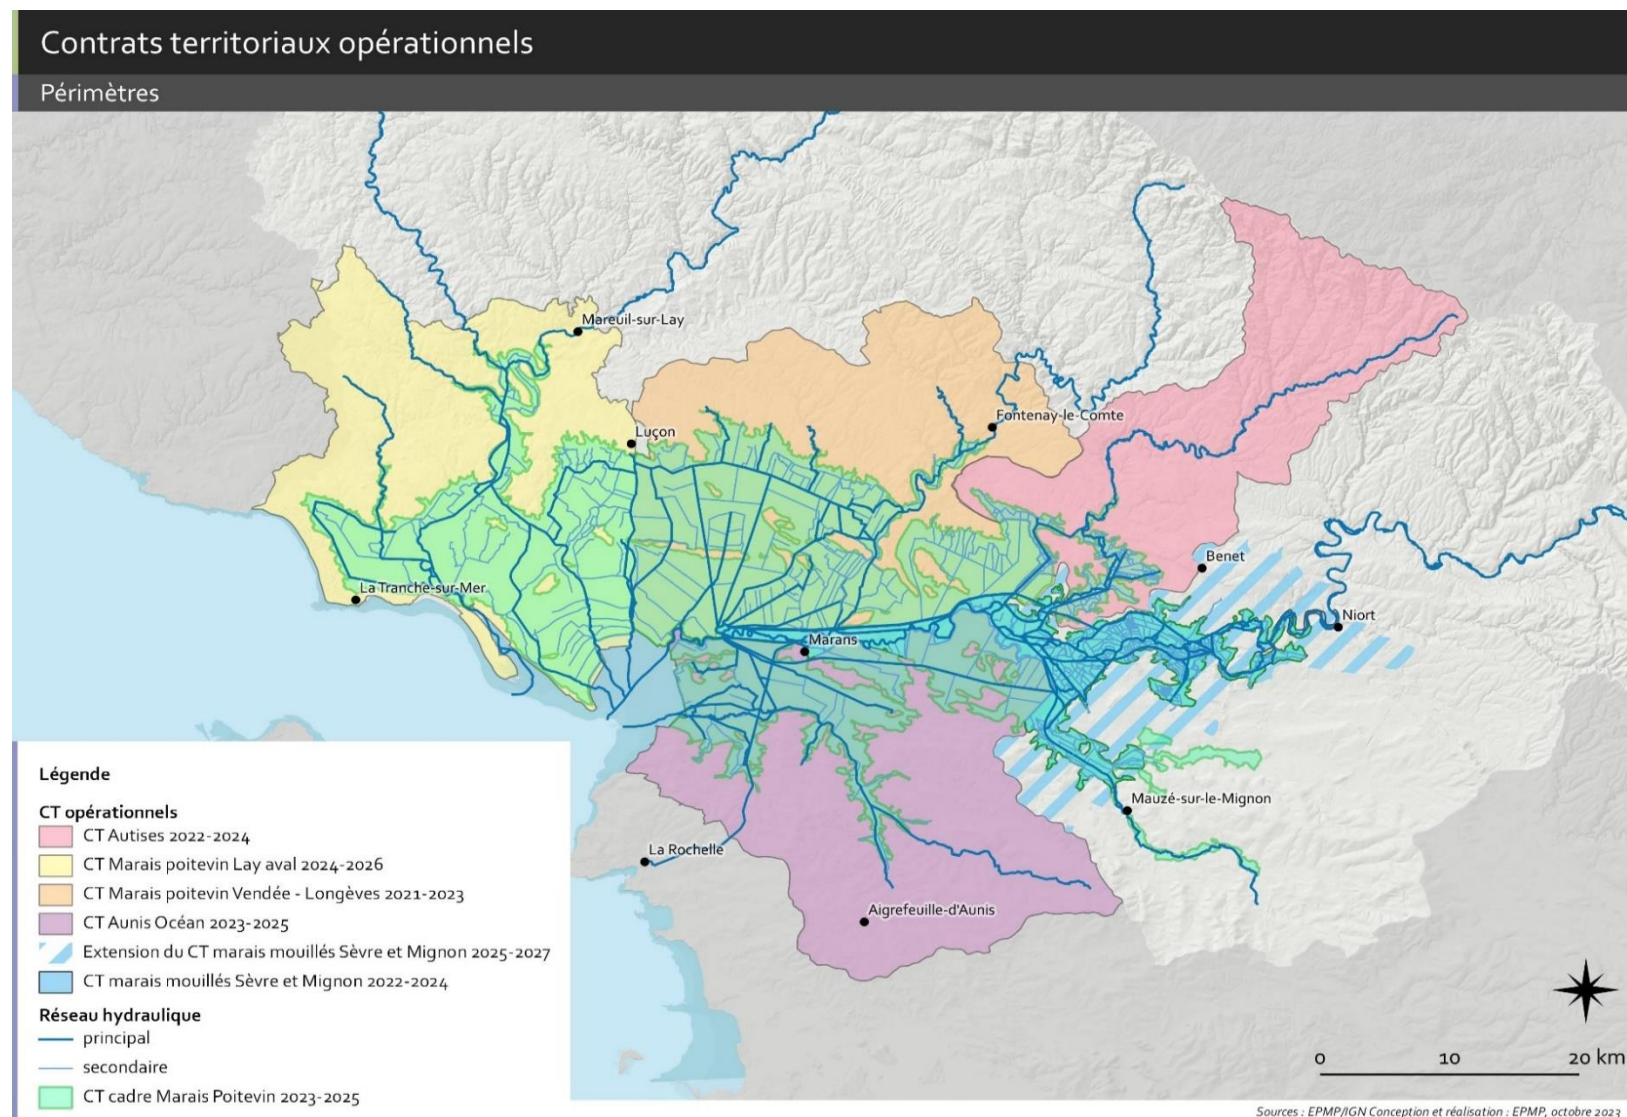 Contrats territoriaux opérationnels
Périmètres
Mareuil-sur-Lay
Fontenay-le-Comte
Luçon
Benet
La Tranche-sur-Mer
Niort
Marans
Mauzé-sur-le-Mignon
La Rochelle
Aigrefeuille-d'Aunis
Légende
CT opérationnels
CT Autises 2022-2024
CT Marais poitevin Lay aval 2024-2026
CT Marais poitevin Vendée - Longèves 2021-2023
CT Aunis Océan 2023-2025
Extension du CT marais mouillés Sèvre et Mignon 2025-2027
CT marais mouillés Sèvre et Mignon 2022-2024
Réseau hydraulique
principal
secondaire
CT cadre Marais Poitevin 2023-2025
0 10 20 km
Sources : EPMP/IGN Conception et réalisation : EPMP, octobre 2023